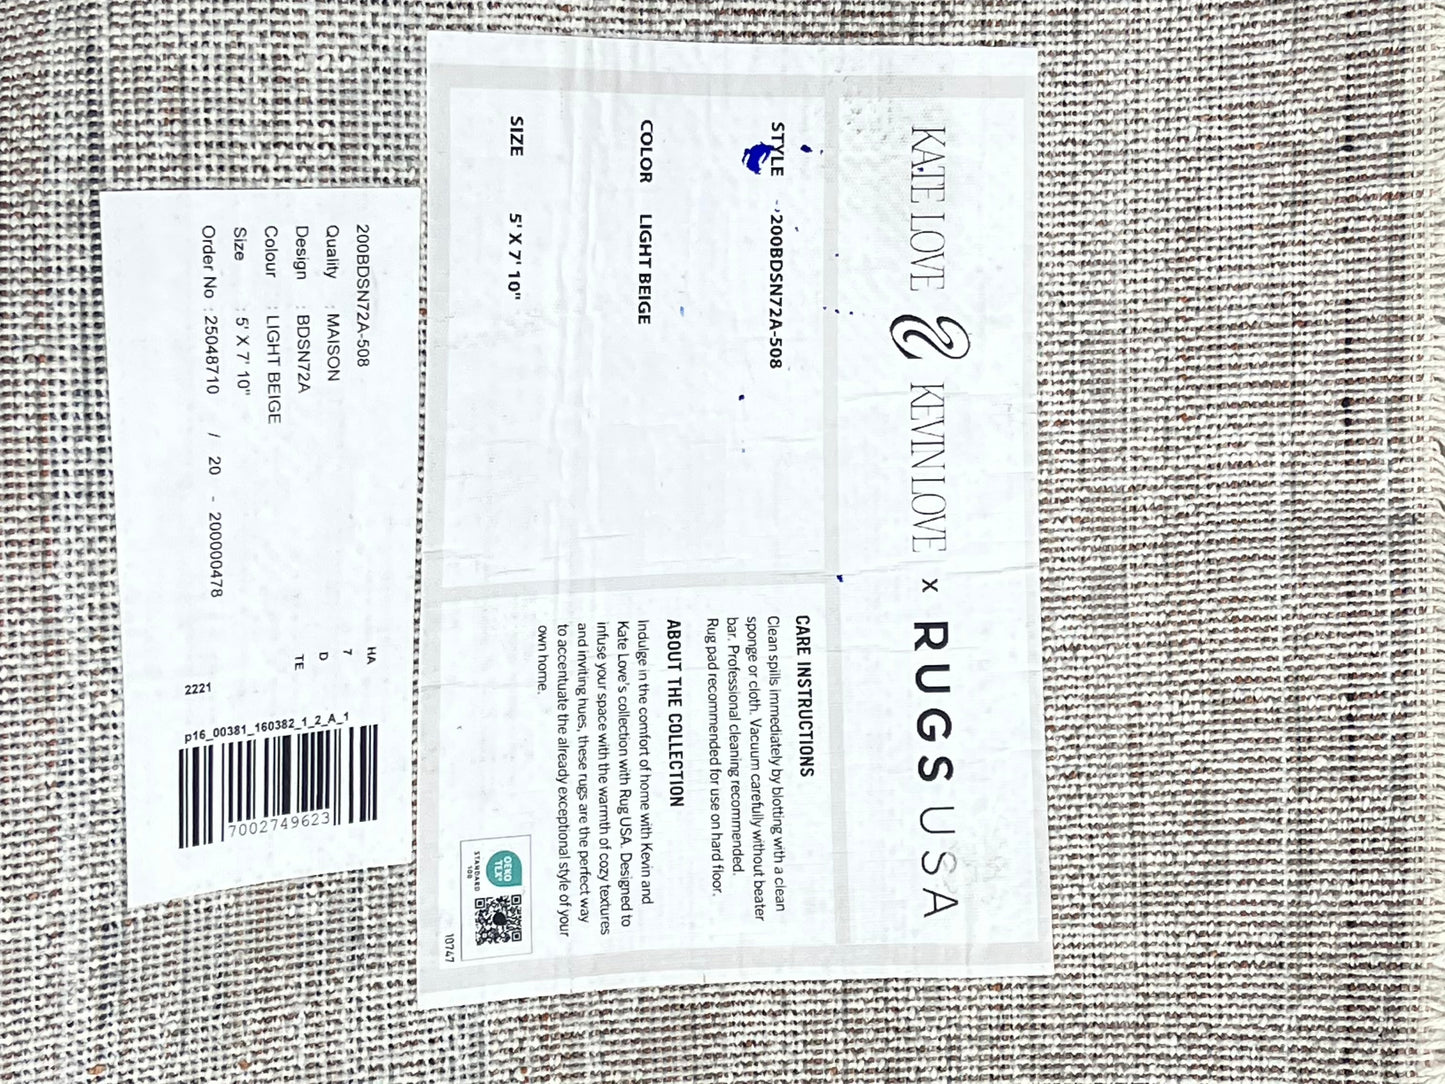 KATE LOVE & KEVIN LOVE x RUGS USA
STYLE 200BDSN72A-508
COLOR LIGHT BEIGE
SIZE 5' X 7' 10"
CARE INSTRUCTIONS
Clean spills immediately by blotting with a clean
sponge or cloth. Vacuum carefully without beater
bar. Professional cleaning recommended.
Rug pad recommended for use on hard floor.
ABOUT THE COLLECTION
Indulge in the comfort of home with Kevin and
Kate Love's collection with Rug USA. Designed to
infuse your space with the warmth of cozy textures
and inviting hues, these rugs are the perfect way
to accentuate the already exceptional style of your
own home.
OEKO
TEX®
STANDARD
100
10747
200BDSN72A-508
Quality : MAISON
Design : BDSN72A
Colour : LIGHT BEIGE
Size : 5' X 7' 10"
Order No : 25048710 / 20 - 200000478
HA
7
D
TE
2221
p16_00381_160382_1_2_A_1
7002749623